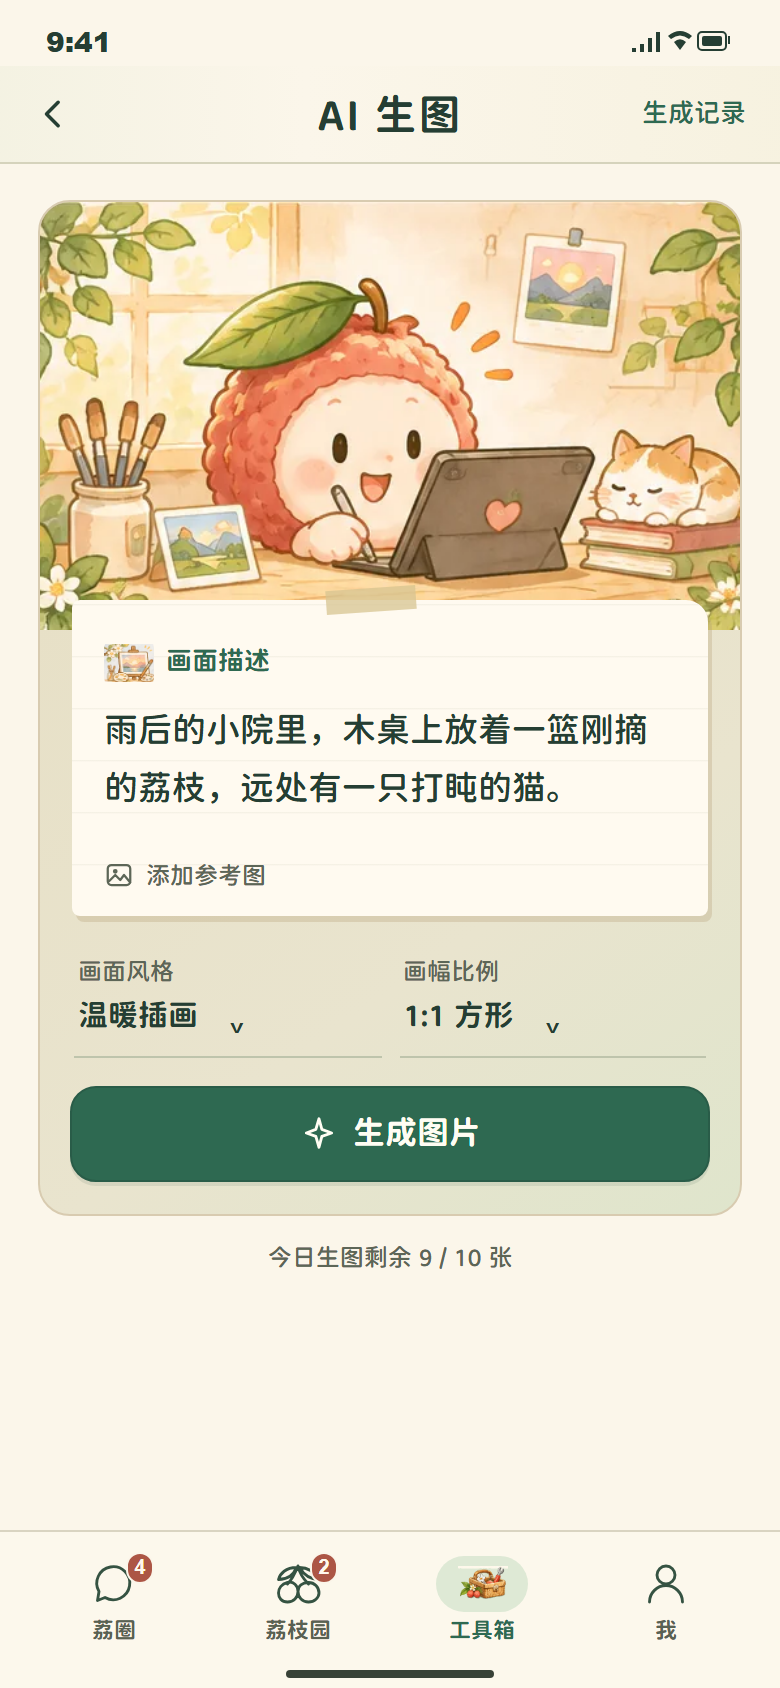 9:41
AI 生图
生成记录
画面描述
雨后的小院里，木桌上放着一篮刚摘
的荔枝，远处有一只打盹的猫。
添加参考图
画面风格
画幅比例
温暖插画
1:1 方形
生成图片
今日生图剩余 9 / 10 张
4
2
荔圈
荔枝园
工具箱
我